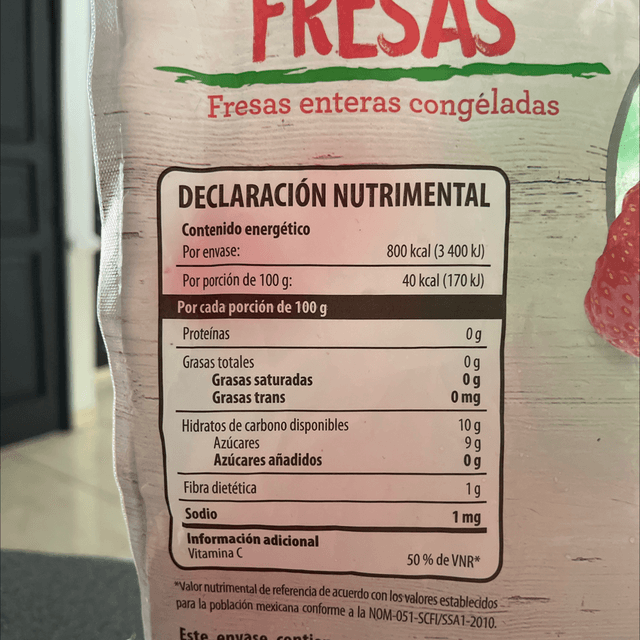 FRESAS
Fresas enteras congéladas
DECLARACIÓN NUTRIMENTAL
Contenido energético
Por envase: 800 kcal (3 400 kJ)
Por porción de 100 g: 40 kcal (170 kJ)
Por cada porción de 100 g
Proteínas 0 g
Grasas totales 0 g
Grasas saturadas 0 g
Grasas trans 0 mg
Hidratos de carbono disponibles 10 g
Azúcares 9 g
Azúcares añadidos 0 g
Fibra dietética 1 g
Sodio 1 mg
Información adicional
Vitamina C 50 % de VNR*
*Valor nutrimental de referencia de acuerdo con los valores establecidos
para la población mexicana conforme a la NOM-051-SCFI/SSA1-2010.
Este envase